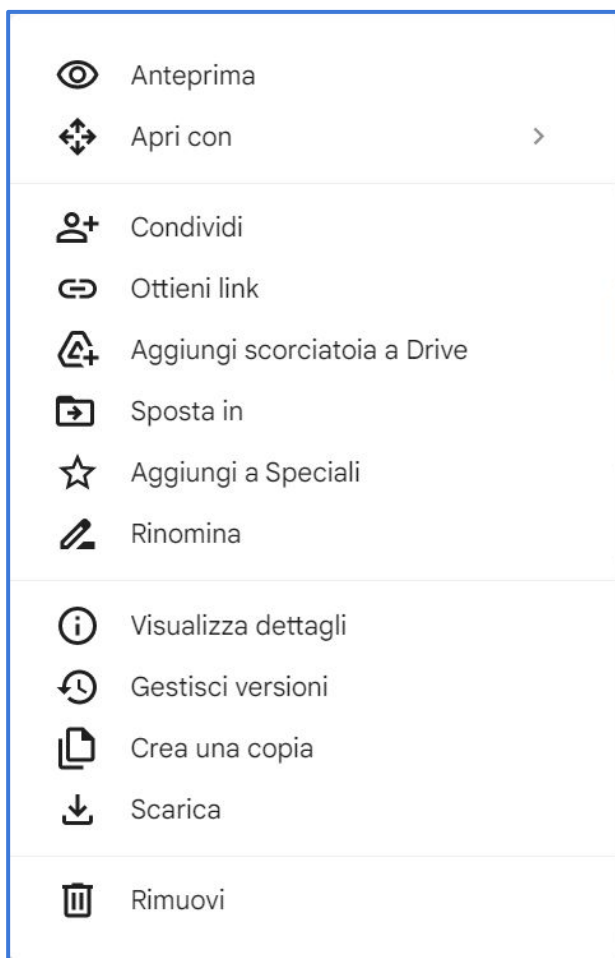 Anteprima
Apri con
Condividi
Ottieni link
Aggiungi scorciatoia a Drive
Sposta in
Aggiungi a Speciali
Rinomina
Visualizza dettagli
Gestisci versioni
Crea una copia
Scarica
Rimuovi